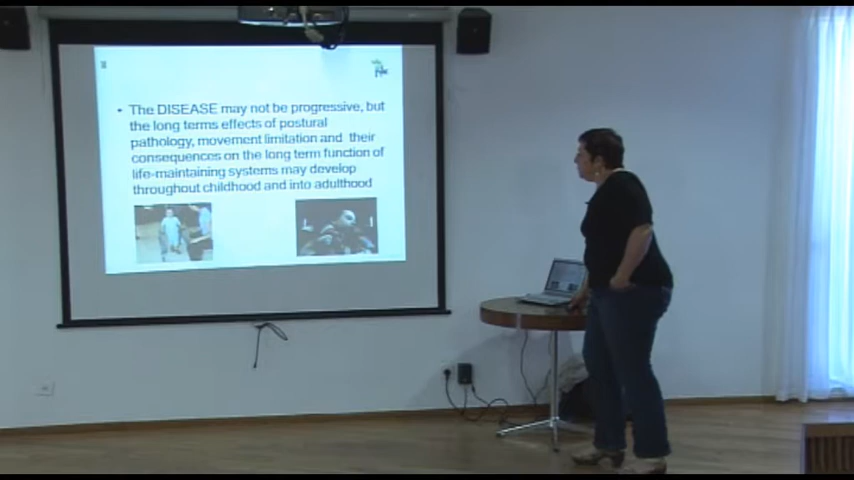 • The DISEASE may not be progressive, but
the long terms effects of postural
pathology, movement limitation and their
consequences on the long term function of
life-maintaining systems may develop
throughout childhood and into adulthood